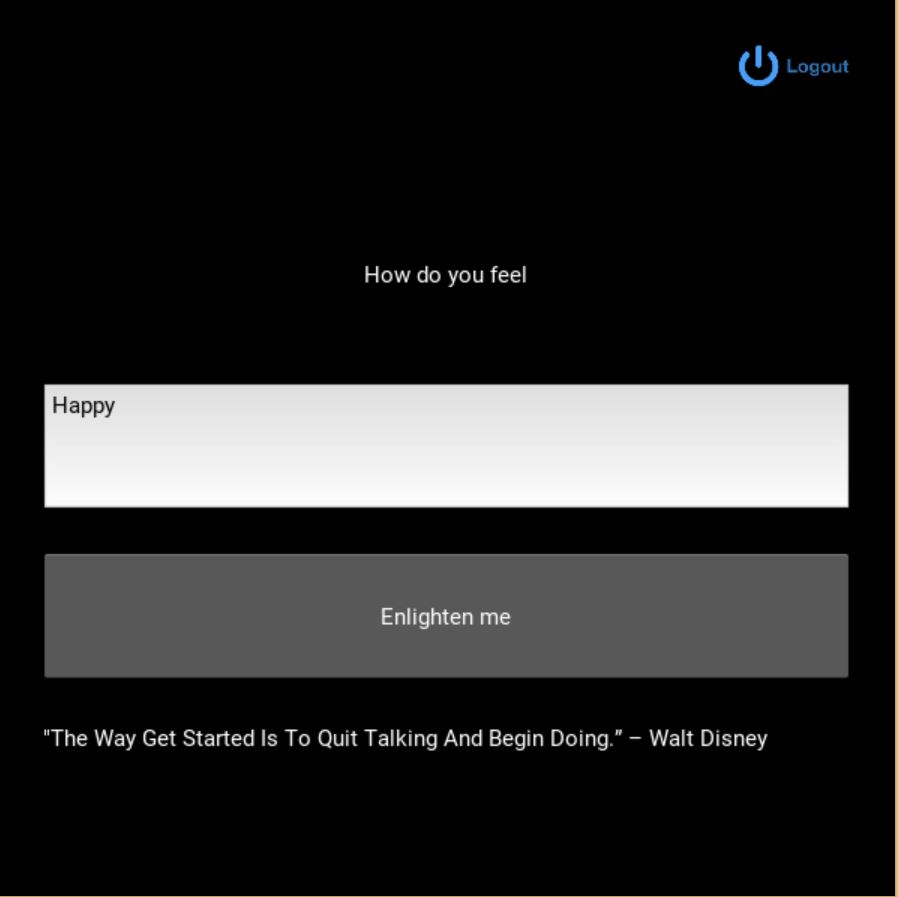 Logout
How do you feel
Happy
Enlighten me
"The Way Get Started Is To Quit Talking And Begin Doing.” – Walt Disney